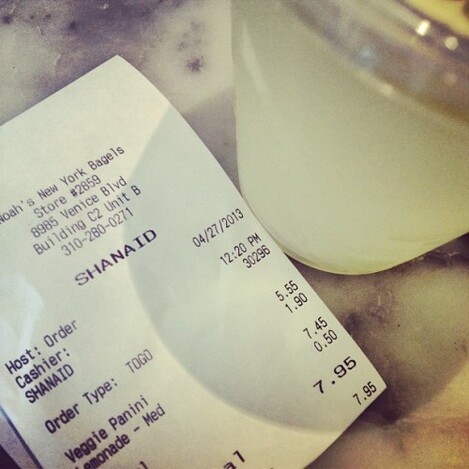 Noah's New York Bagels
Store #2859
8985 Venice Blvd
Building C2 Unit B
310-280-0271
SHANAID
04/27/2013
12:20 PM
Host: Order 30296
Cashier:
SHANAID
Order Type: TOGO
Veggie Panini 5.55
Lemonade - Med 1.90
7.45
0.50
7.95
7.95